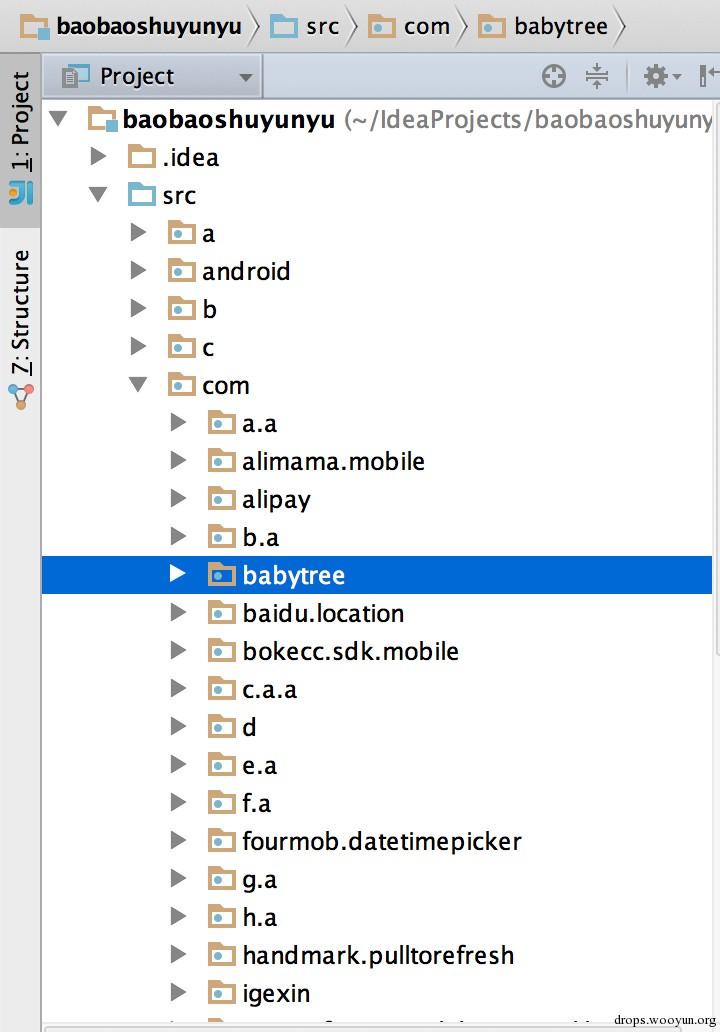 baobaoshuyunyu src com babytree
Project
1: Project
7: Structure
baobaoshuyunyu (~/IdeaProjects/baobaoshuyuny
.idea
src
a
android
b
c
com
a.a
alimama.mobile
alipay
b.a
babytree
baidu.location
bokecc.sdk.mobile
c.a.a
d
e.a
f.a
fourmob.datetimepicker
g.a
h.a
handmark.pulltorefresh
igexin
drops.wooyun.org